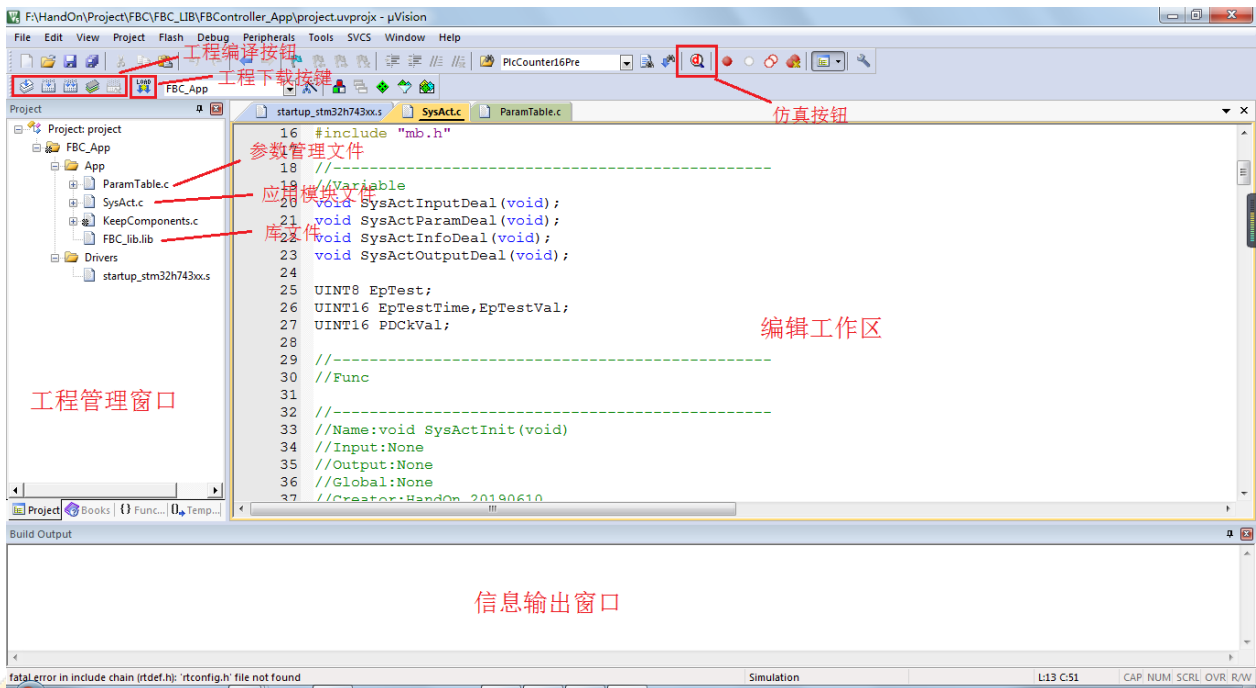 F:\HandOn\Project\FBC\FBC_LIB\FBController_App\project.uvprojx - µVision
File Edit View Project Flash Debug Peripherals Tools SVCS Window Help
工程编译按钮
PlcCounter16Pre
LOAD
工程下载按键
FBC_App
仿真按钮
Project
startup_stm32h743xx.s SysAct.c ParamTable.c
Project: project
FBC_App
App
ParamTable.c
SysAct.c
KeepComponents.c
FBC_lib.lib
Drivers
startup_stm32h743xx.s
参数管理文件
应用模块文件
库文件
工程管理窗口
16 #include "mb.h"
17
18 //------------------------------------------------
19 //Variable
20 void SysActInputDeal(void);
21 void SysActParamDeal(void);
22 void SysActInfoDeal(void);
23 void SysActOutputDeal(void);
24
25 UINT8 EpTest;
26 UINT16 EpTestTime,EpTestVal;
27 UINT16 PDCkVal;
28
29 //------------------------------------------------
30 //Func
31
32 //------------------------------------------------
33 //Name:void SysActInit(void)
34 //Input:None
35 //Output:None
36 //Global:None
37 //Creator:HandOn 20190610
编辑工作区
Project Books Func... Temp...
Build Output
信息输出窗口
fatal error in include chain (rtdef.h): 'rtconfig.h' file not found Simulation L:13 C:51 CAP NUM SCRL OVR R/W